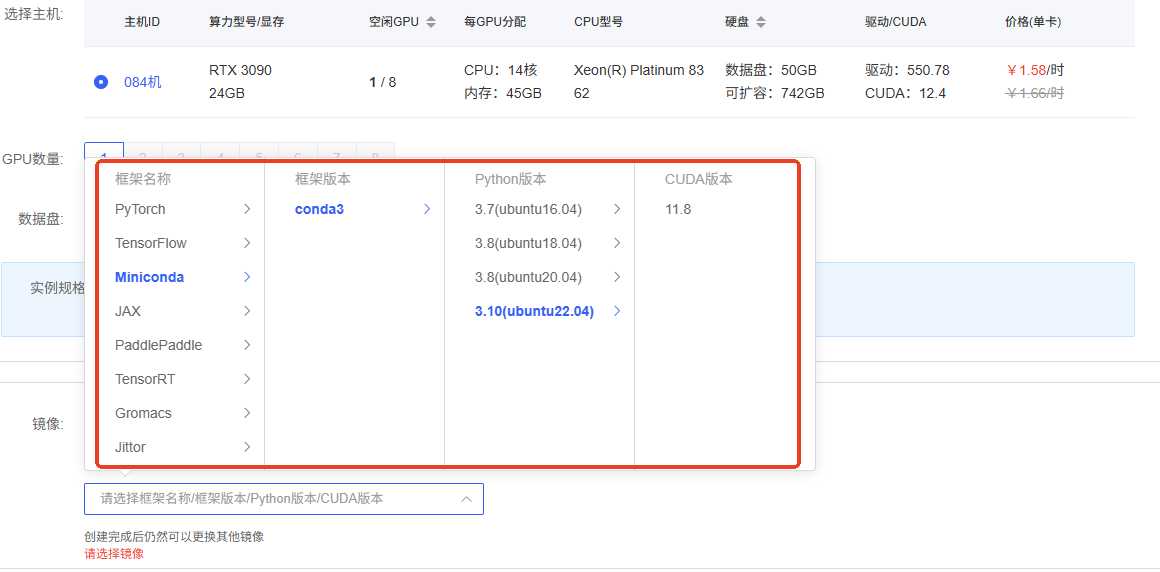 选择主机:
主机ID 算力型号/显存 空闲GPU 每GPU分配 CPU型号 硬盘 驱动/CUDA 价格(单卡)
RTX 3090 CPU：14核 Xeon(R) Platinum 83 数据盘：50GB 驱动：550.78 ￥1.58/时
084机 1 / 8
24GB 内存：45GB 62 可扩容：742GB CUDA：12.4 ￥1.66/时
GPU数量: 1 2 3 4 5 6 7 8
框架名称 框架版本 Python版本 CUDA版本
PyTorch conda3 3.7(ubuntu16.04) 11.8
数据盘:
TensorFlow 3.8(ubuntu18.04)
Miniconda 3.8(ubuntu20.04)
实例规格
JAX 3.10(ubuntu22.04)
PaddlePaddle
TensorRT
Gromacs
镜像:
Jittor
请选择框架名称/框架版本/Python版本/CUDA版本
创建完成后仍然可以更换其他镜像
请选择镜像